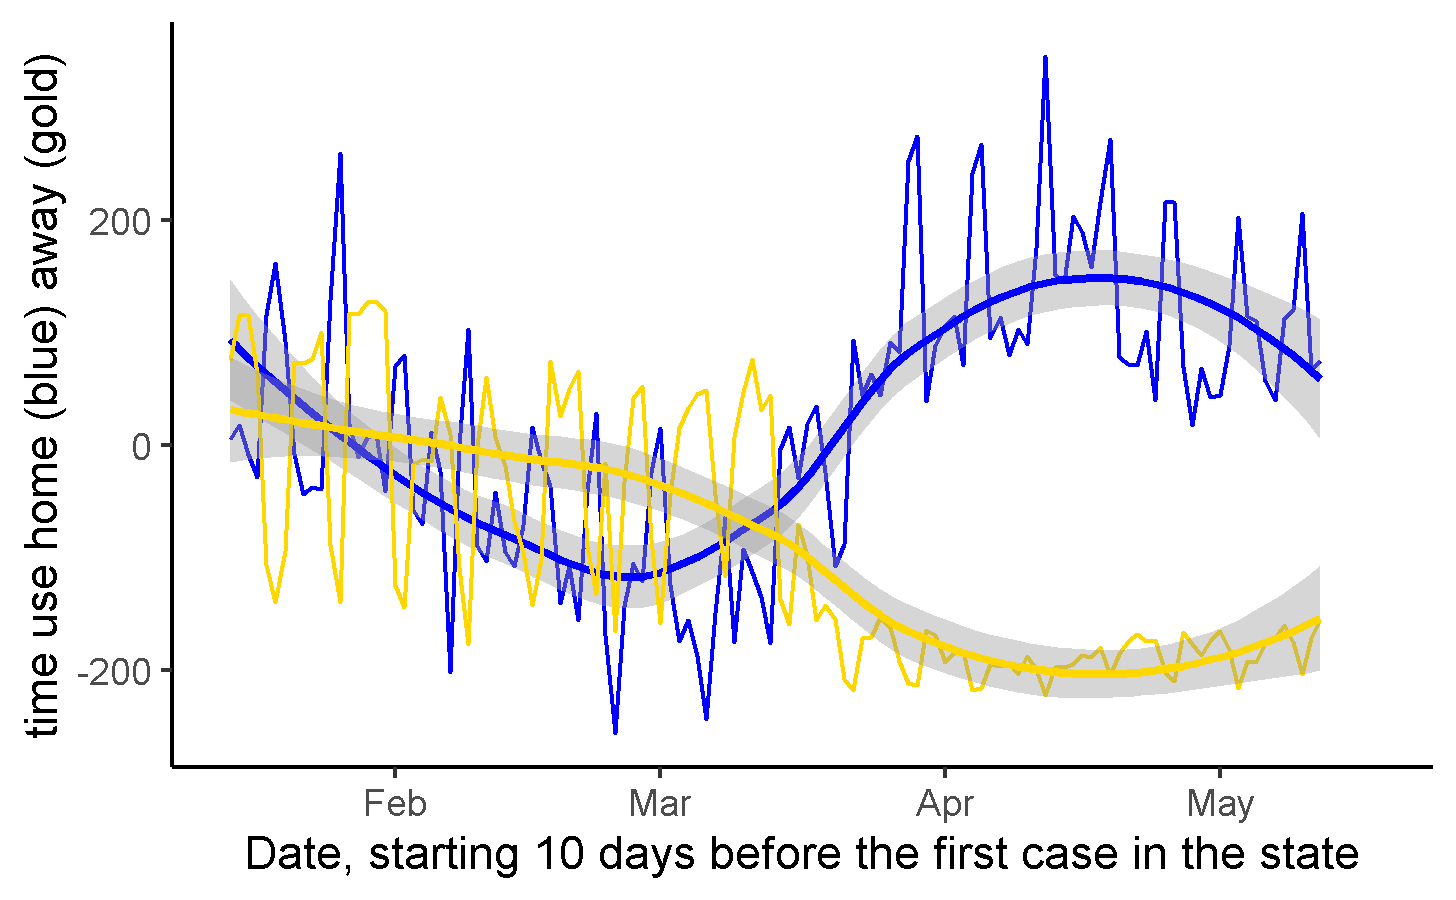 time use home (blue) away (gold)
200
0
-200
Feb Mar Apr May
Date, starting 10 days before the first case in the state